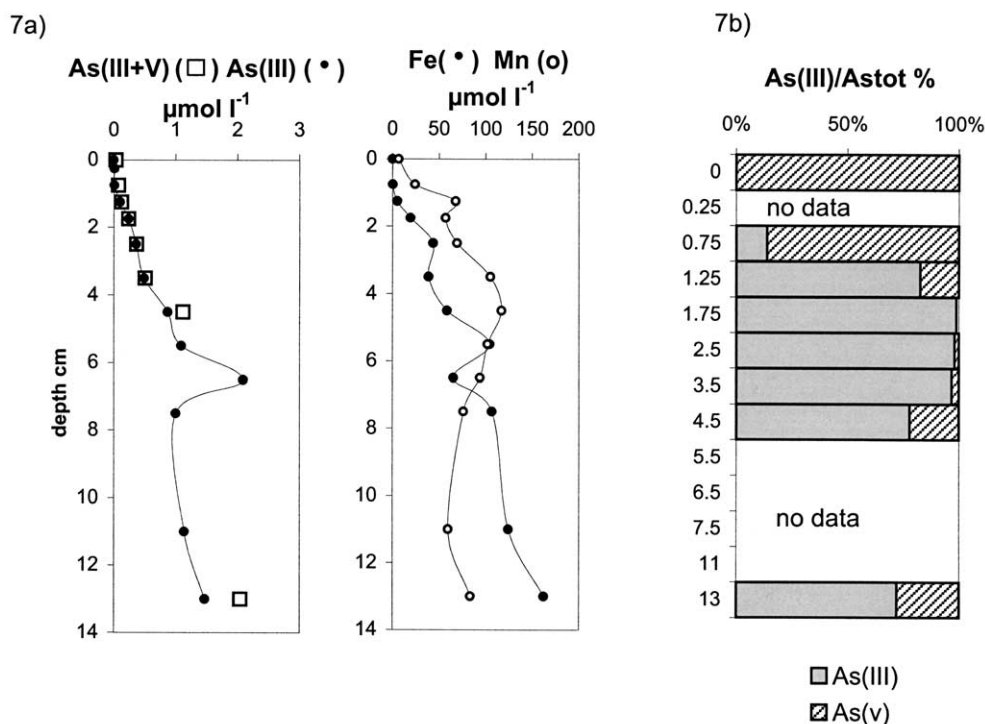 7a)
As(III+V) (□) As(III) (•)
µmol l-1
0 1 2 3
0
2
4
6
8
10
12
14
depth cm
Fe(•) Mn (o)
µmol l-1
0 50 100 150 200
0
2
4
6
8
10
12
14
7b)
As(III)/Astot %
0% 50% 100%
0
0.25 no data
0.75
1.25
1.75
2.5
3.5
4.5
5.5
6.5
7.5 no data
11
13
As(III)
As(v)